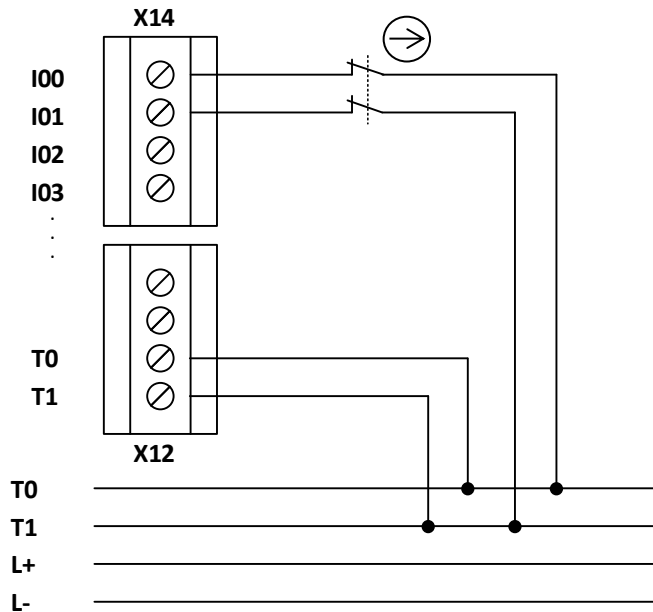 X14
I00
I01
I02
I03
.
.
.
T0
T1
X12
T0
T1
L+
L-